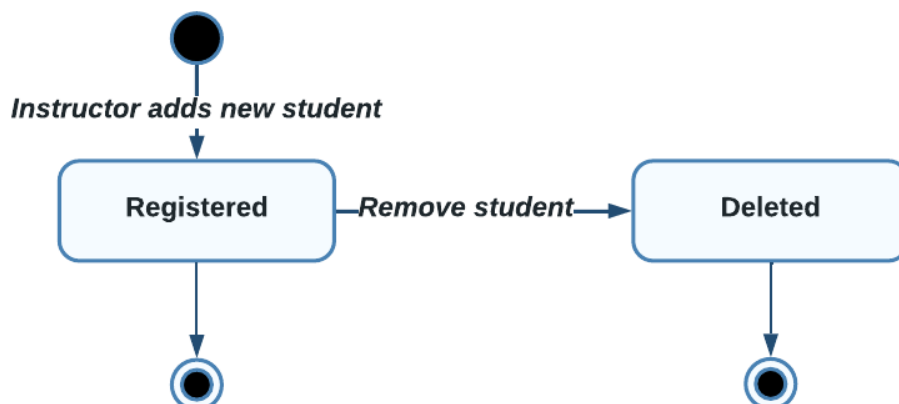 Instructor adds new student
Registered
Remove student
Deleted